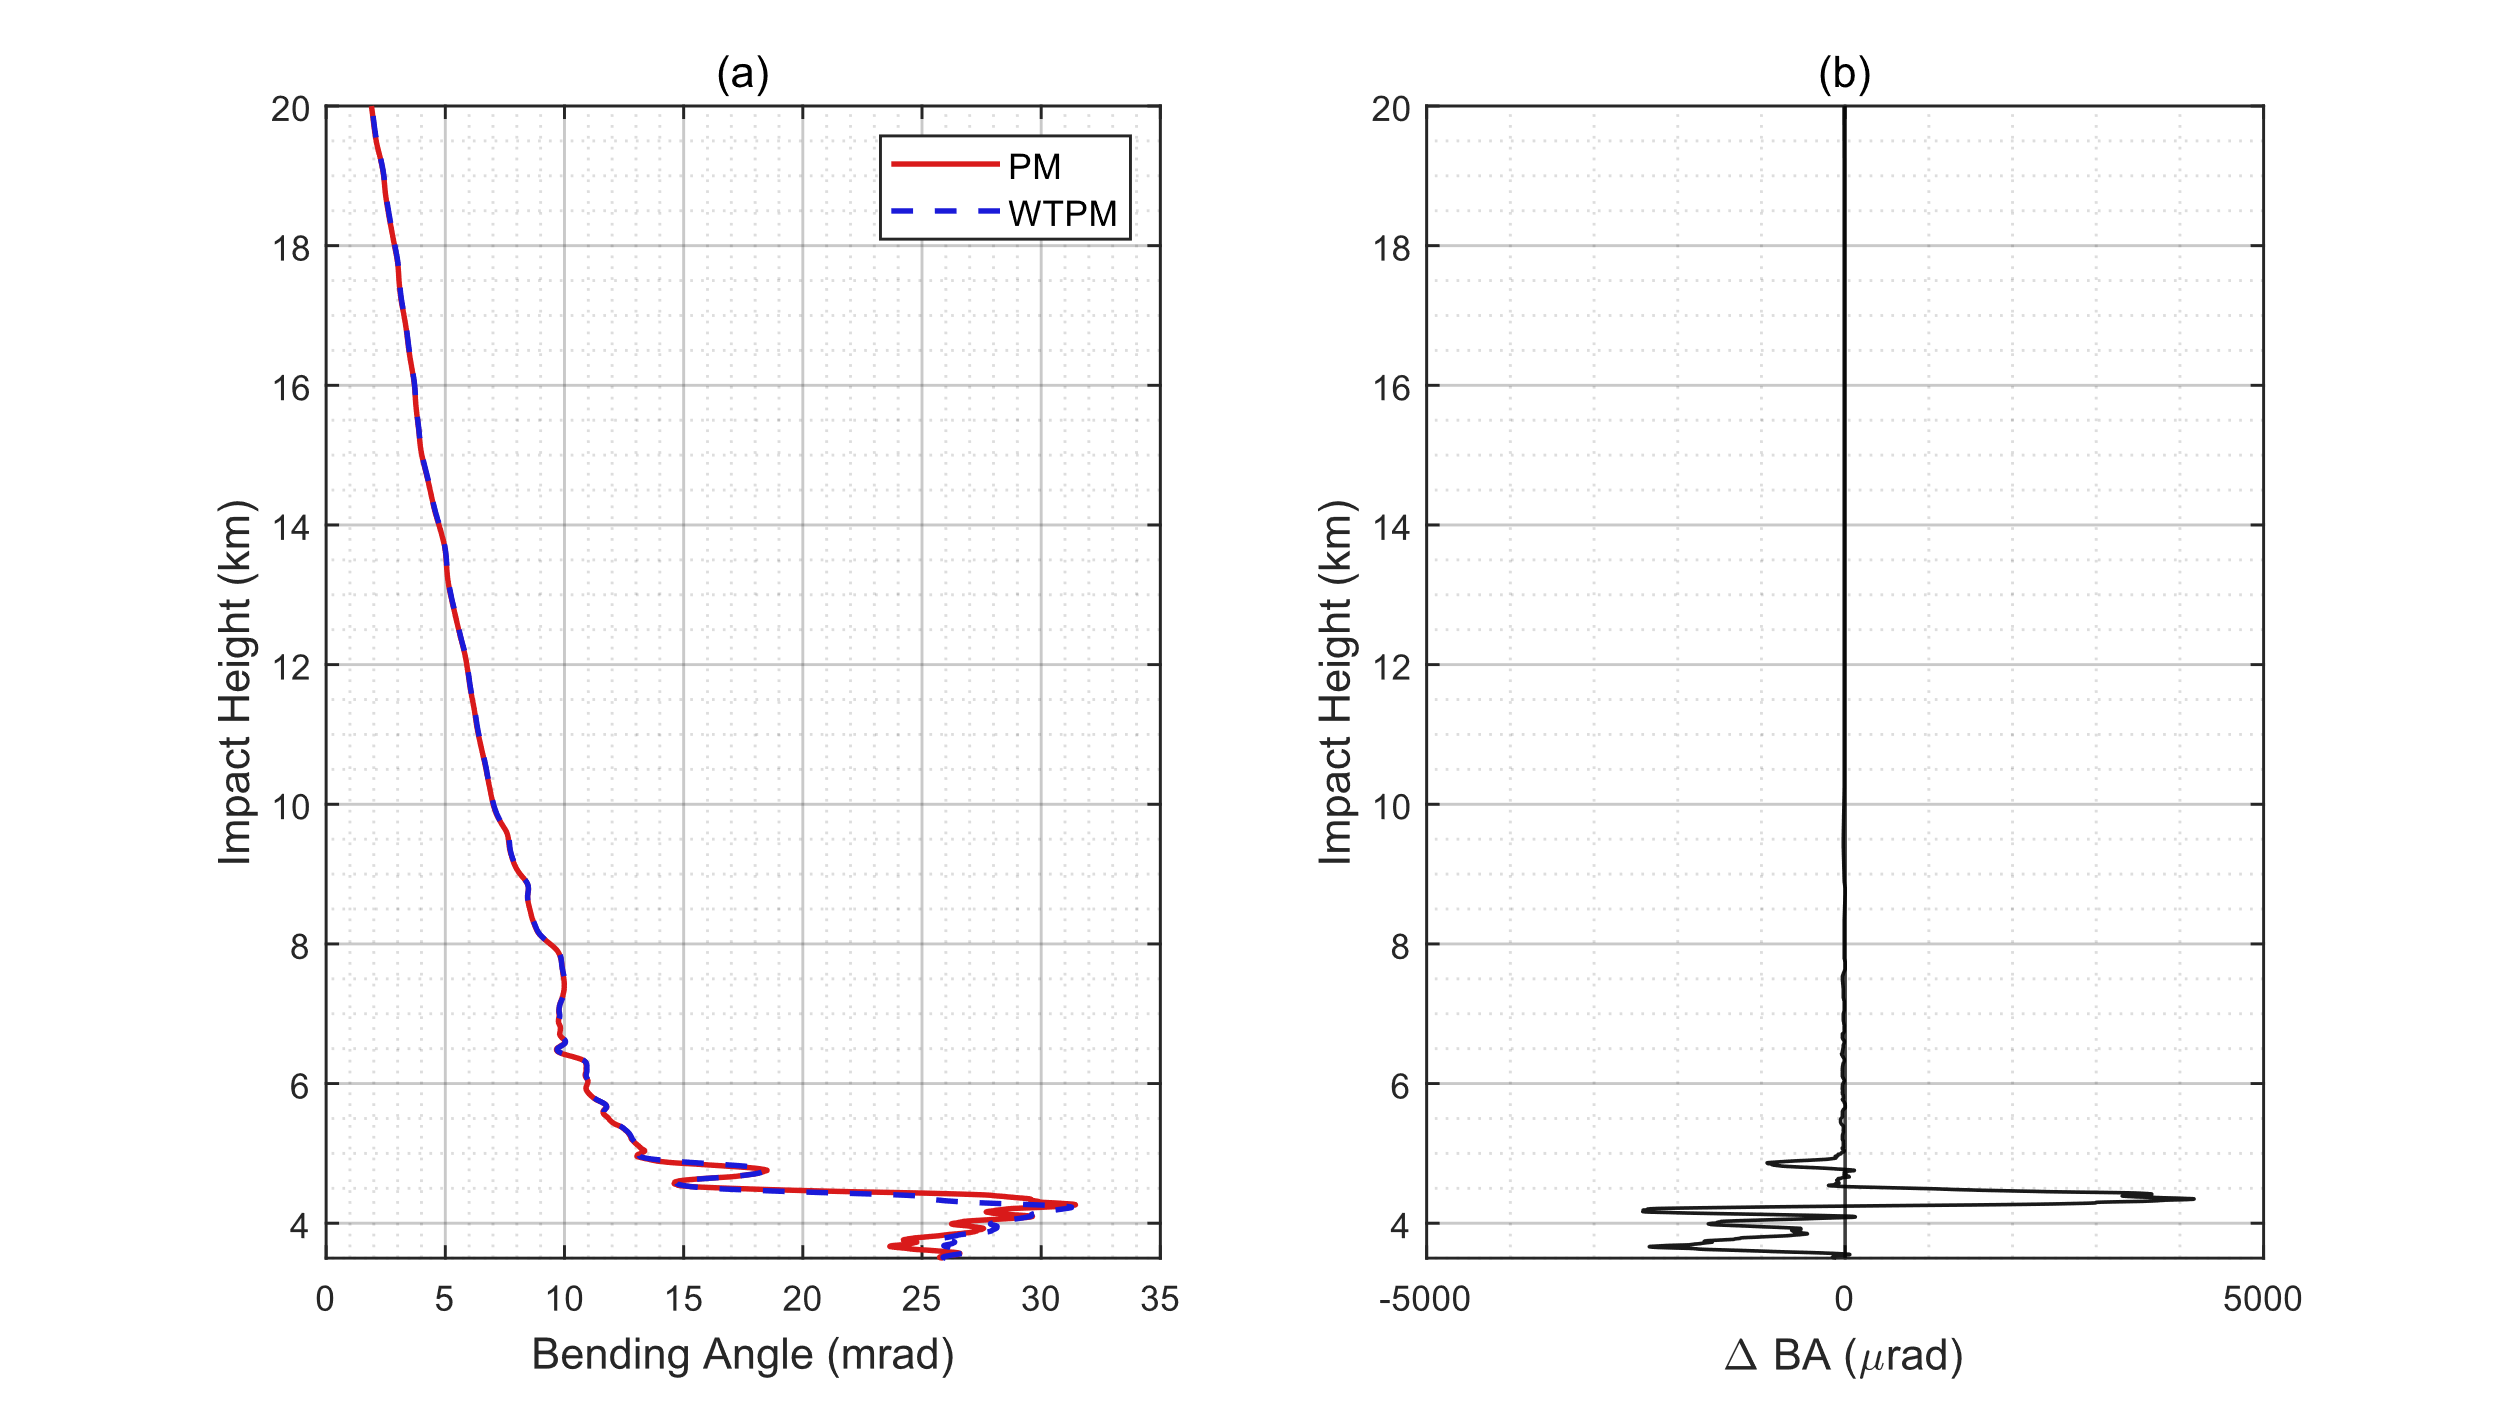 (a)
20
18
16
14
12
10
8
6
4
Impact Height (km)
PM
WTPM
0 5 10 15 20 25 30 35
Bending Angle (mrad)
(b)
20
18
16
14
12
10
8
6
4
Impact Height (km)
-5000 0 5000
Δ BA (μrad)